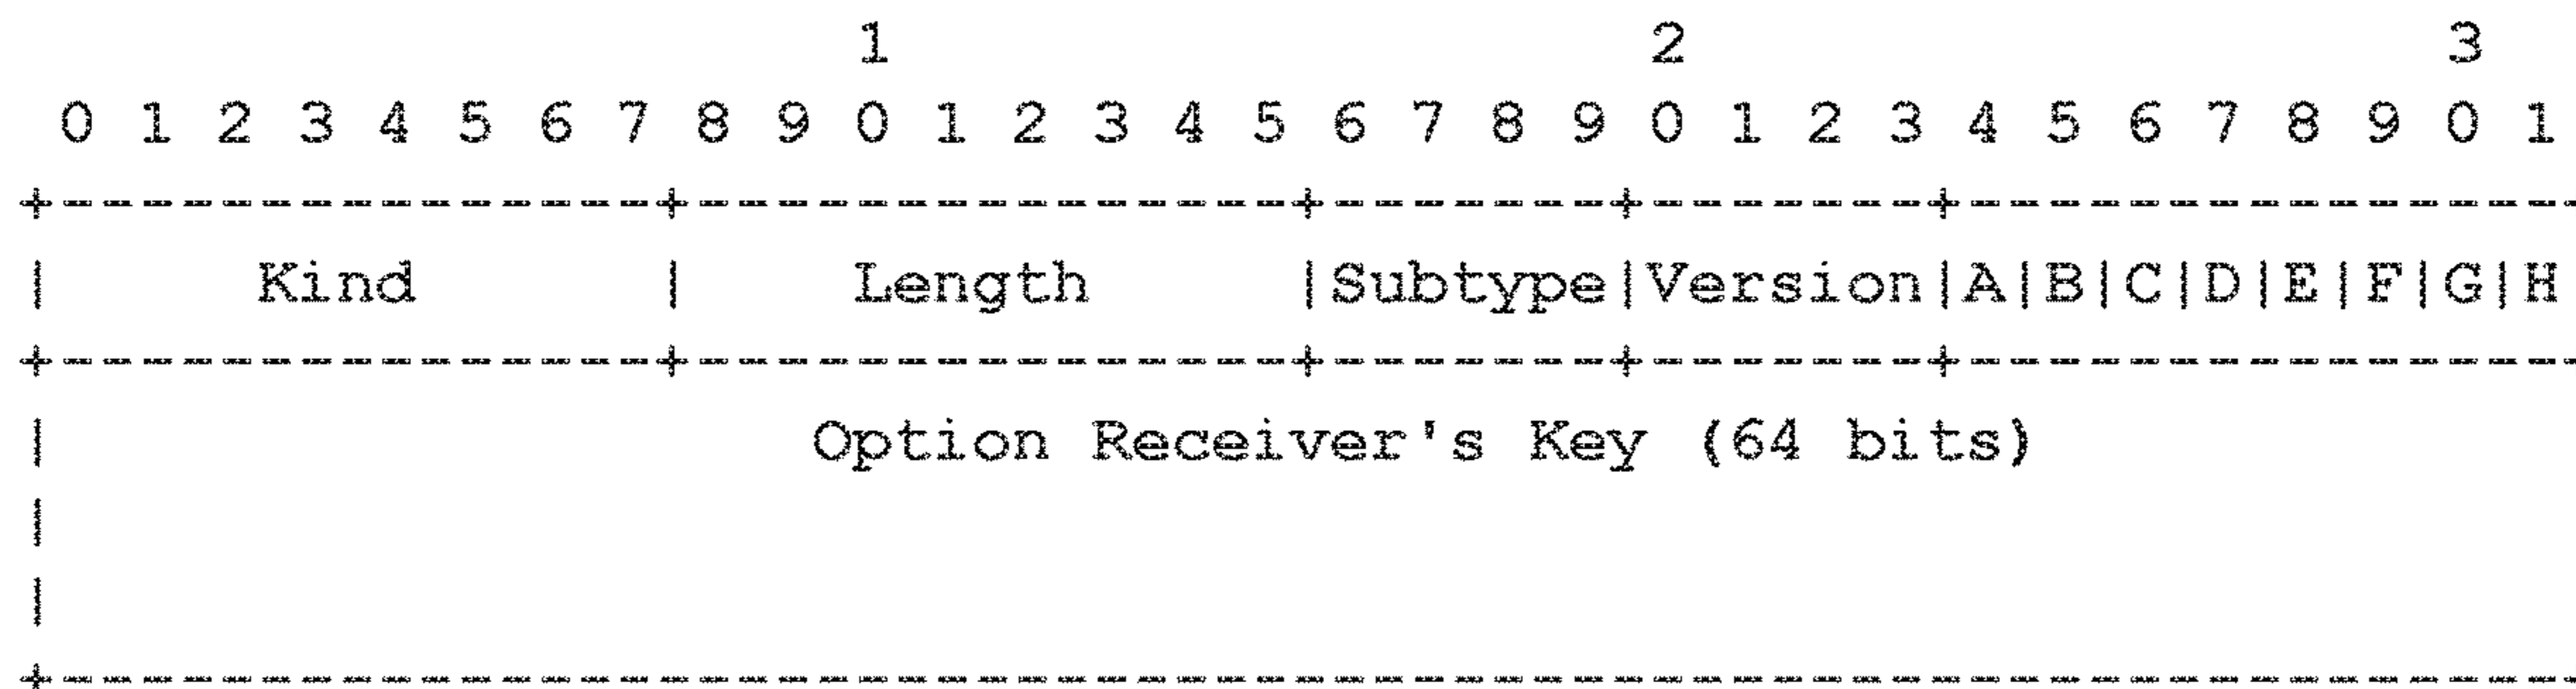 1                   2                   3
 0 1 2 3 4 5 6 7 8 9 0 1 2 3 4 5 6 7 8 9 0 1 2 3 4 5 6 7 8 9 0 1
+---------------+---------------+-------+-------+----------------
|     Kind      |    Length     |Subtype|Version|A|B|C|D|E|F|G|H
+---------------+---------------+-------+-------+----------------
|                   Option Receiver's Key (64 bits)
|
|
+----------------------------------------------------------------